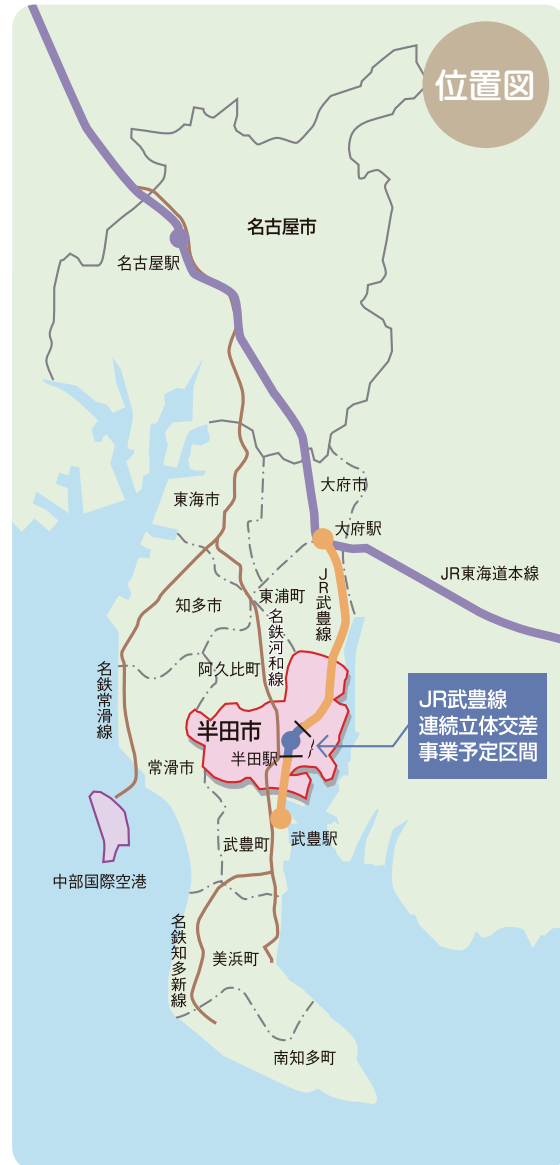 位置図
名古屋市
名古屋駅
大府市
東海市
大府駅
JR東海道本線
JR武豊線
東浦町
知多市
名鉄河和線
阿久比町
名鉄常滑線
JR武豊線
連続立体交差
事業予定区間
半田市
半田駅
常滑市
武豊駅
武豊町
中部国際空港
名鉄知多新線
美浜町
南知多町